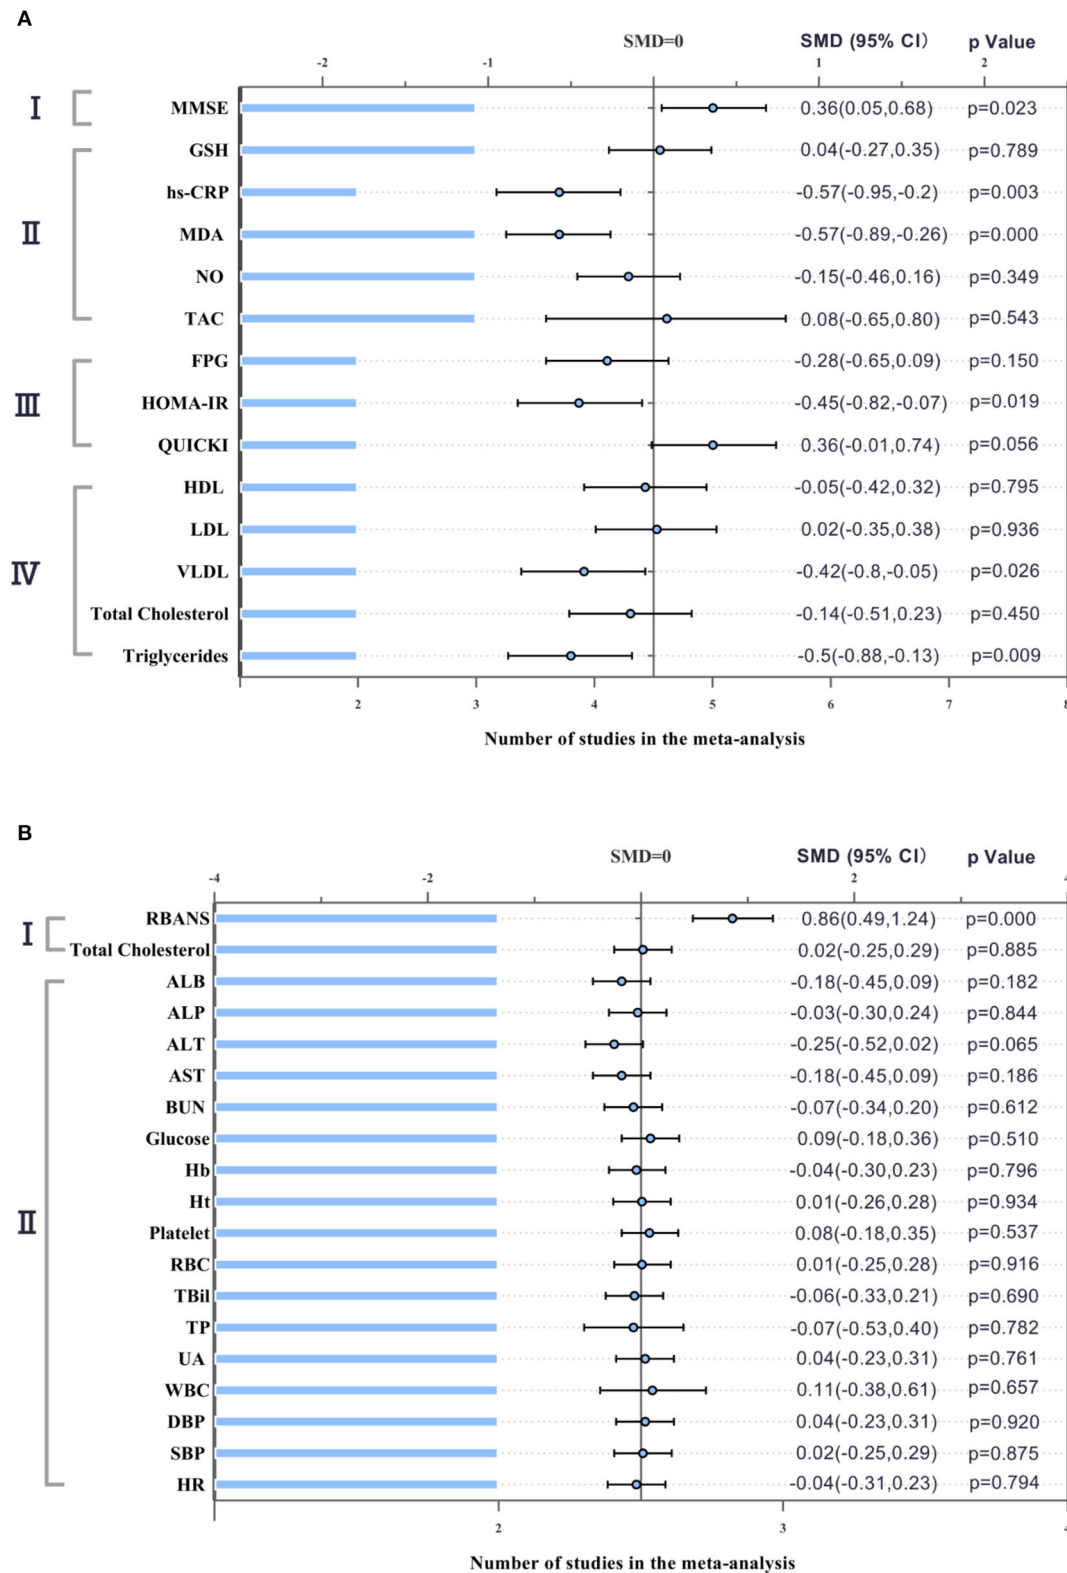 A
SMD=0 SMD (95% CI) p Value
-2 -1 1 2
I
MMSE 0.36(0.05,0.68) p=0.023
GSH 0.04(-0.27,0.35) p=0.789
hs-CRP -0.57(-0.95,-0.2) p=0.003
II
MDA -0.57(-0.89,-0.26) p=0.000
NO -0.15(-0.46,0.16) p=0.349
TAC 0.08(-0.65,0.80) p=0.543
FPG -0.28(-0.65,0.09) p=0.150
III
HOMA-IR -0.45(-0.82,-0.07) p=0.019
QUICKI 0.36(-0.01,0.74) p=0.056
HDL -0.05(-0.42,0.32) p=0.795
LDL 0.02(-0.35,0.38) p=0.936
IV
VLDL -0.42(-0.8,-0.05) p=0.026
Total Cholesterol -0.14(-0.51,0.23) p=0.450
Triglycerides -0.5(-0.88,-0.13) p=0.009
2 3 4 5 6 7 8
Number of studies in the meta-analysis
B
SMD=0 SMD (95% CI) p Value
-4 -2 2 4
I
RBANS 0.86(0.49,1.24) p=0.000
Total Cholesterol 0.02(-0.25,0.29) p=0.885
ALB -0.18(-0.45,0.09) p=0.182
ALP -0.03(-0.30,0.24) p=0.844
ALT -0.25(-0.52,0.02) p=0.065
AST -0.18(-0.45,0.09) p=0.186
BUN -0.07(-0.34,0.20) p=0.612
Glucose 0.09(-0.18,0.36) p=0.510
Hb -0.04(-0.30,0.23) p=0.796
Ht 0.01(-0.26,0.28) p=0.934
II
Platelet 0.08(-0.18,0.35) p=0.537
RBC 0.01(-0.25,0.28) p=0.916
TBil -0.06(-0.33,0.21) p=0.690
TP -0.07(-0.53,0.40) p=0.782
UA 0.04(-0.23,0.31) p=0.761
WBC 0.11(-0.38,0.61) p=0.657
DBP 0.04(-0.23,0.31) p=0.920
SBP 0.02(-0.25,0.29) p=0.875
HR -0.04(-0.31,0.23) p=0.794
2 3 4
Number of studies in the meta-analysis